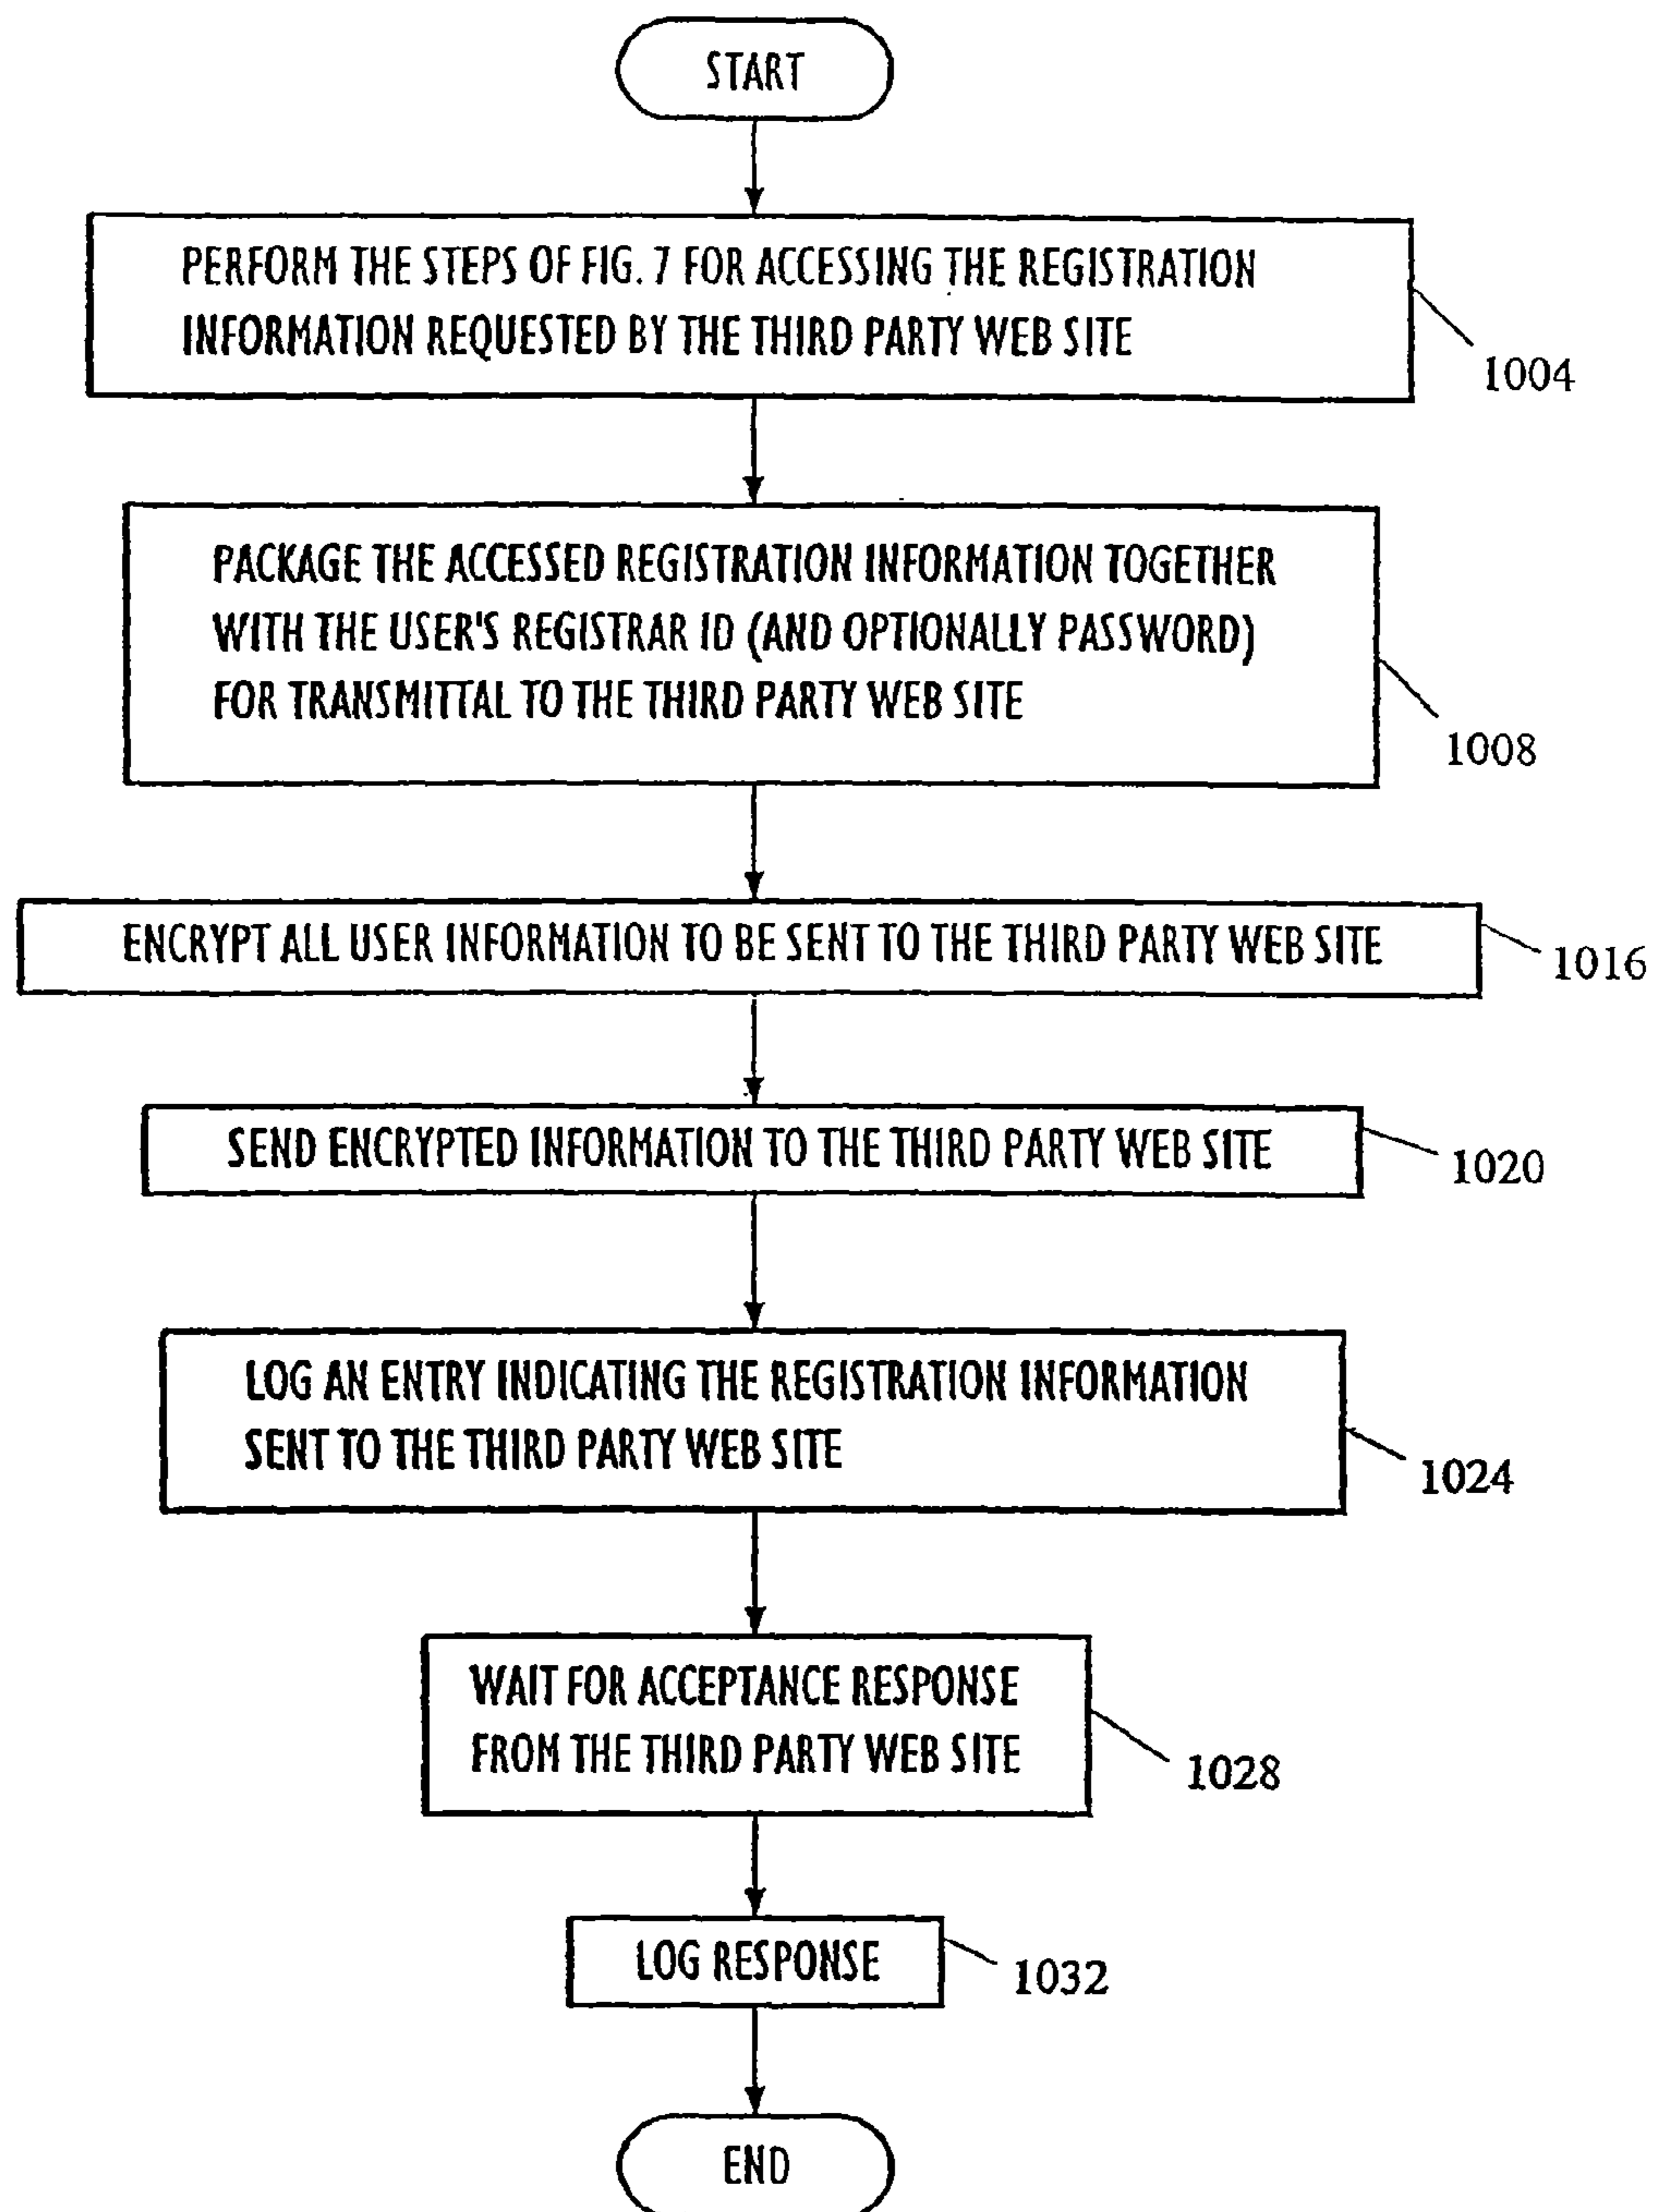 START
PERFORM THE STEPS OF FIG. 7 FOR ACCESSING THE REGISTRATION
INFORMATION REQUESTED BY THE THIRD PARTY WEB SITE
1004
PACKAGE THE ACCESSED REGISTRATION INFORMATION TOGETHER
WITH THE USER'S REGISTRAR ID (AND OPTIONALLY PASSWORD)
FOR TRANSMITTAL TO THE THIRD PARTY WEB SITE
1008
ENCRYPT ALL USER INFORMATION TO BE SENT TO THE THIRD PARTY WEB SITE
1016
SEND ENCRYPTED INFORMATION TO THE THIRD PARTY WEB SITE
1020
LOG AN ENTRY INDICATING THE REGISTRATION INFORMATION
SENT TO THE THIRD PARTY WEB SITE
1024
WAIT FOR ACCEPTANCE RESPONSE
FROM THE THIRD PARTY WEB SITE
1028
LOG RESPONSE
1032
END